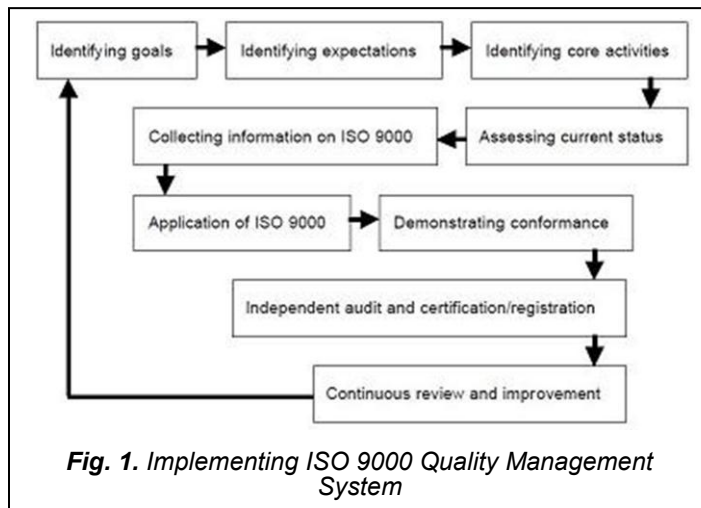 Identifying goals
Identifying expectations
Identifying core activities
Collecting information on ISO 9000
Assessing current status
Application of ISO 9000
Demonstrating conformance
Independent audit and certification/registration
Continuous review and improvement
Fig. 1. Implementing ISO 9000 Quality Management
System